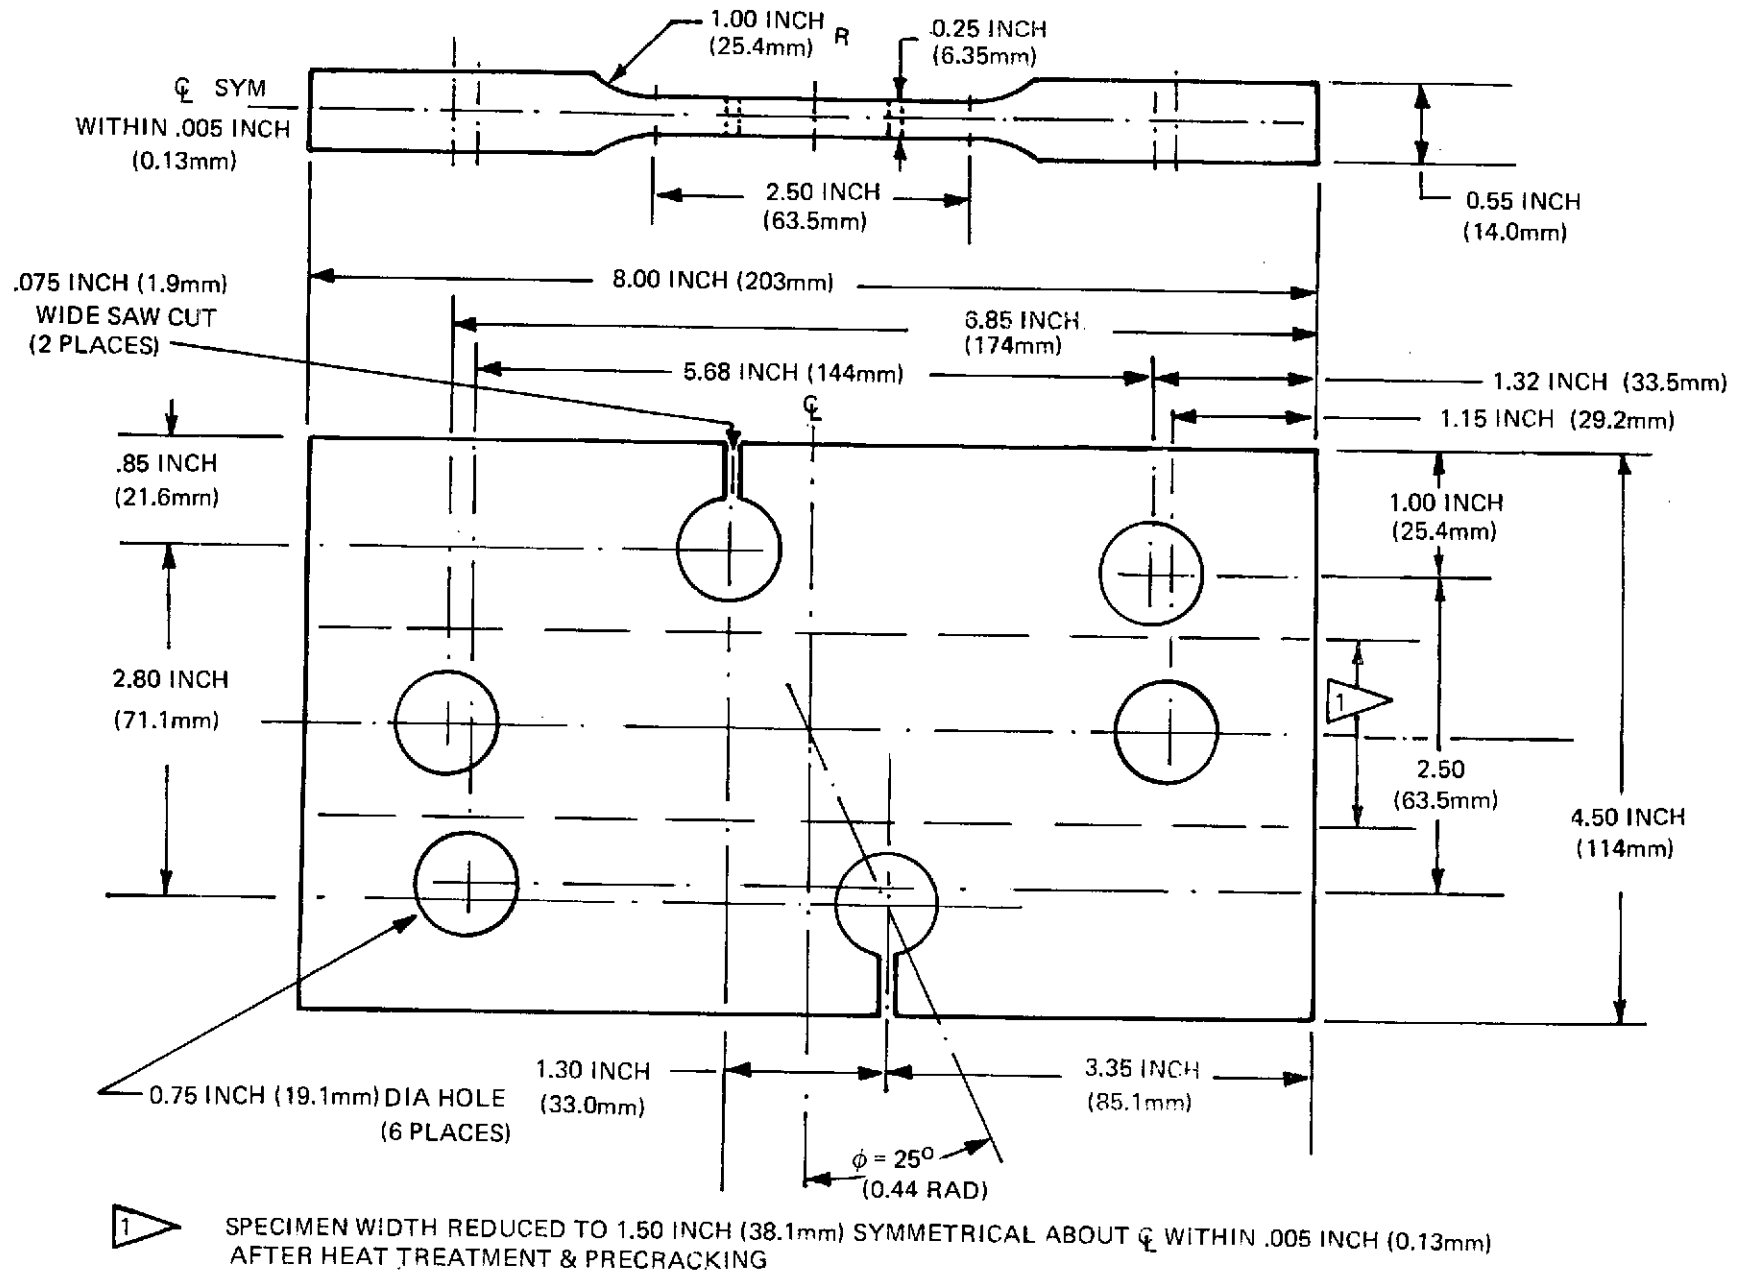 1.00 INCH R
(25.4mm)
0.25 INCH
(6.35mm)
℄ SYM
WITHIN .005 INCH
(0.13mm)
2.50 INCH
(63.5mm)
0.55 INCH
(14.0mm)
.075 INCH (1.9mm)
WIDE SAW CUT
(2 PLACES)
8.00 INCH (203mm)
6.85 INCH
(174mm)
5.68 INCH (144mm)
1.32 INCH (33.5mm)
1.15 INCH (29.2mm)
℄
.85 INCH
(21.6mm)
1.00 INCH
(25.4mm)
2.80 INCH
(71.1mm)
1
2.50
(63.5mm)
4.50 INCH
(114mm)
1.30 INCH
(33.0mm)
3.35 INCH
(85.1mm)
0.75 INCH (19.1mm) DIA HOLE
(6 PLACES)
ϕ = 25°
(0.44 RAD)
1 SPECIMEN WIDTH REDUCED TO 1.50 INCH (38.1mm) SYMMETRICAL ABOUT ℄ WITHIN .005 INCH (0.13mm)
AFTER HEAT TREATMENT & PRECRACKING